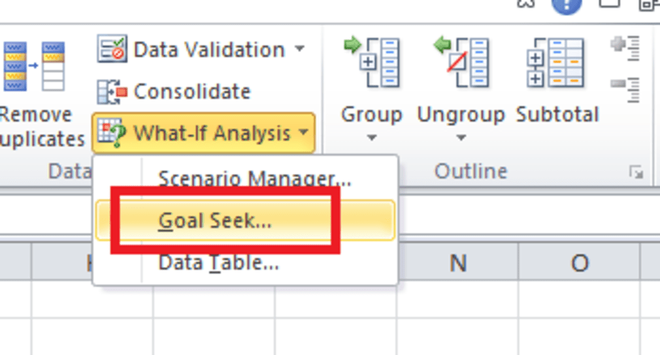 Data Validation
Remove
uplicates
Consolidate
What-If Analysis
Data
Group
Ungroup
Subtotal
Outline
Scenario Manager...
Goal Seek...
Data Table...
N
O